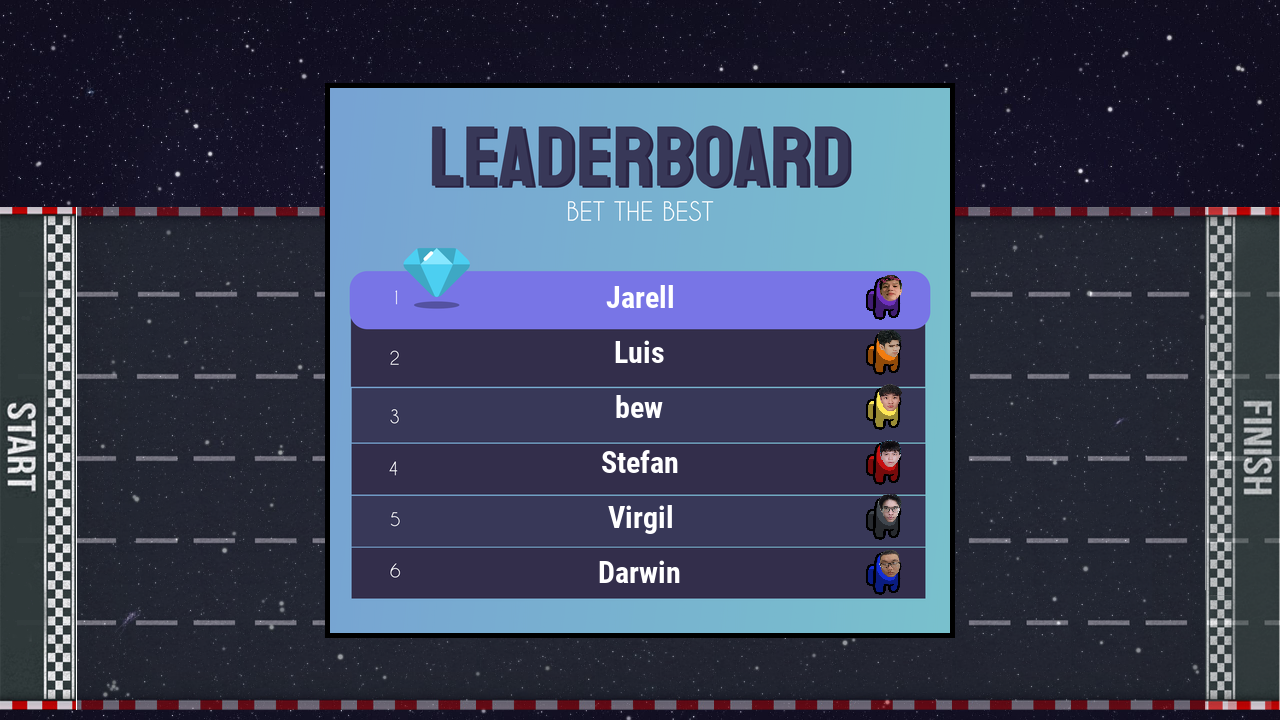 LEADERBOARD
BET THE BEST
1 Jarell
2 Luis
3 bew
4 Stefan
5 Virgil
6 Darwin
START
FINISH